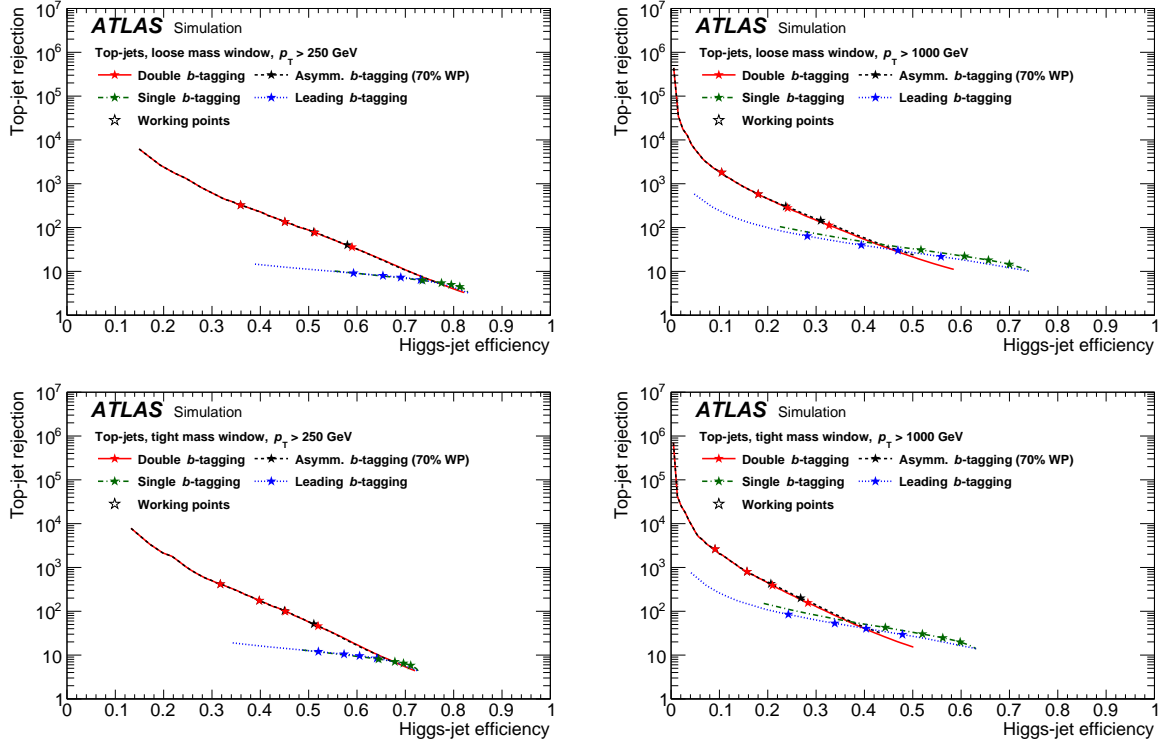 ATLAS Simulation
Top-jets, loose mass window, p_T > 250 GeV
Double b-tagging
Asymm. b-tagging (70% WP)
Single b-tagging
Leading b-tagging
Working points
Top-jet rejection
10^7
10^6
10^5
10^4
10^3
10^2
10
1
0 0.1 0.2 0.3 0.4 0.5 0.6 0.7 0.8 0.9 1
Higgs-jet efficiency
ATLAS Simulation
Top-jets, loose mass window, p_T > 1000 GeV
Double b-tagging
Asymm. b-tagging (70% WP)
Single b-tagging
Leading b-tagging
Working points
Top-jet rejection
10^7
10^6
10^5
10^4
10^3
10^2
10
1
0 0.1 0.2 0.3 0.4 0.5 0.6 0.7 0.8 0.9 1
Higgs-jet efficiency
ATLAS Simulation
Top-jets, tight mass window, p_T > 250 GeV
Double b-tagging
Asymm. b-tagging (70% WP)
Single b-tagging
Leading b-tagging
Working points
Top-jet rejection
10^7
10^6
10^5
10^4
10^3
10^2
10
1
0 0.1 0.2 0.3 0.4 0.5 0.6 0.7 0.8 0.9 1
Higgs-jet efficiency
ATLAS Simulation
Top-jets, tight mass window, p_T > 1000 GeV
Double b-tagging
Asymm. b-tagging (70% WP)
Single b-tagging
Leading b-tagging
Working points
Top-jet rejection
10^7
10^6
10^5
10^4
10^3
10^2
10
1
0 0.1 0.2 0.3 0.4 0.5 0.6 0.7 0.8 0.9 1
Higgs-jet efficiency